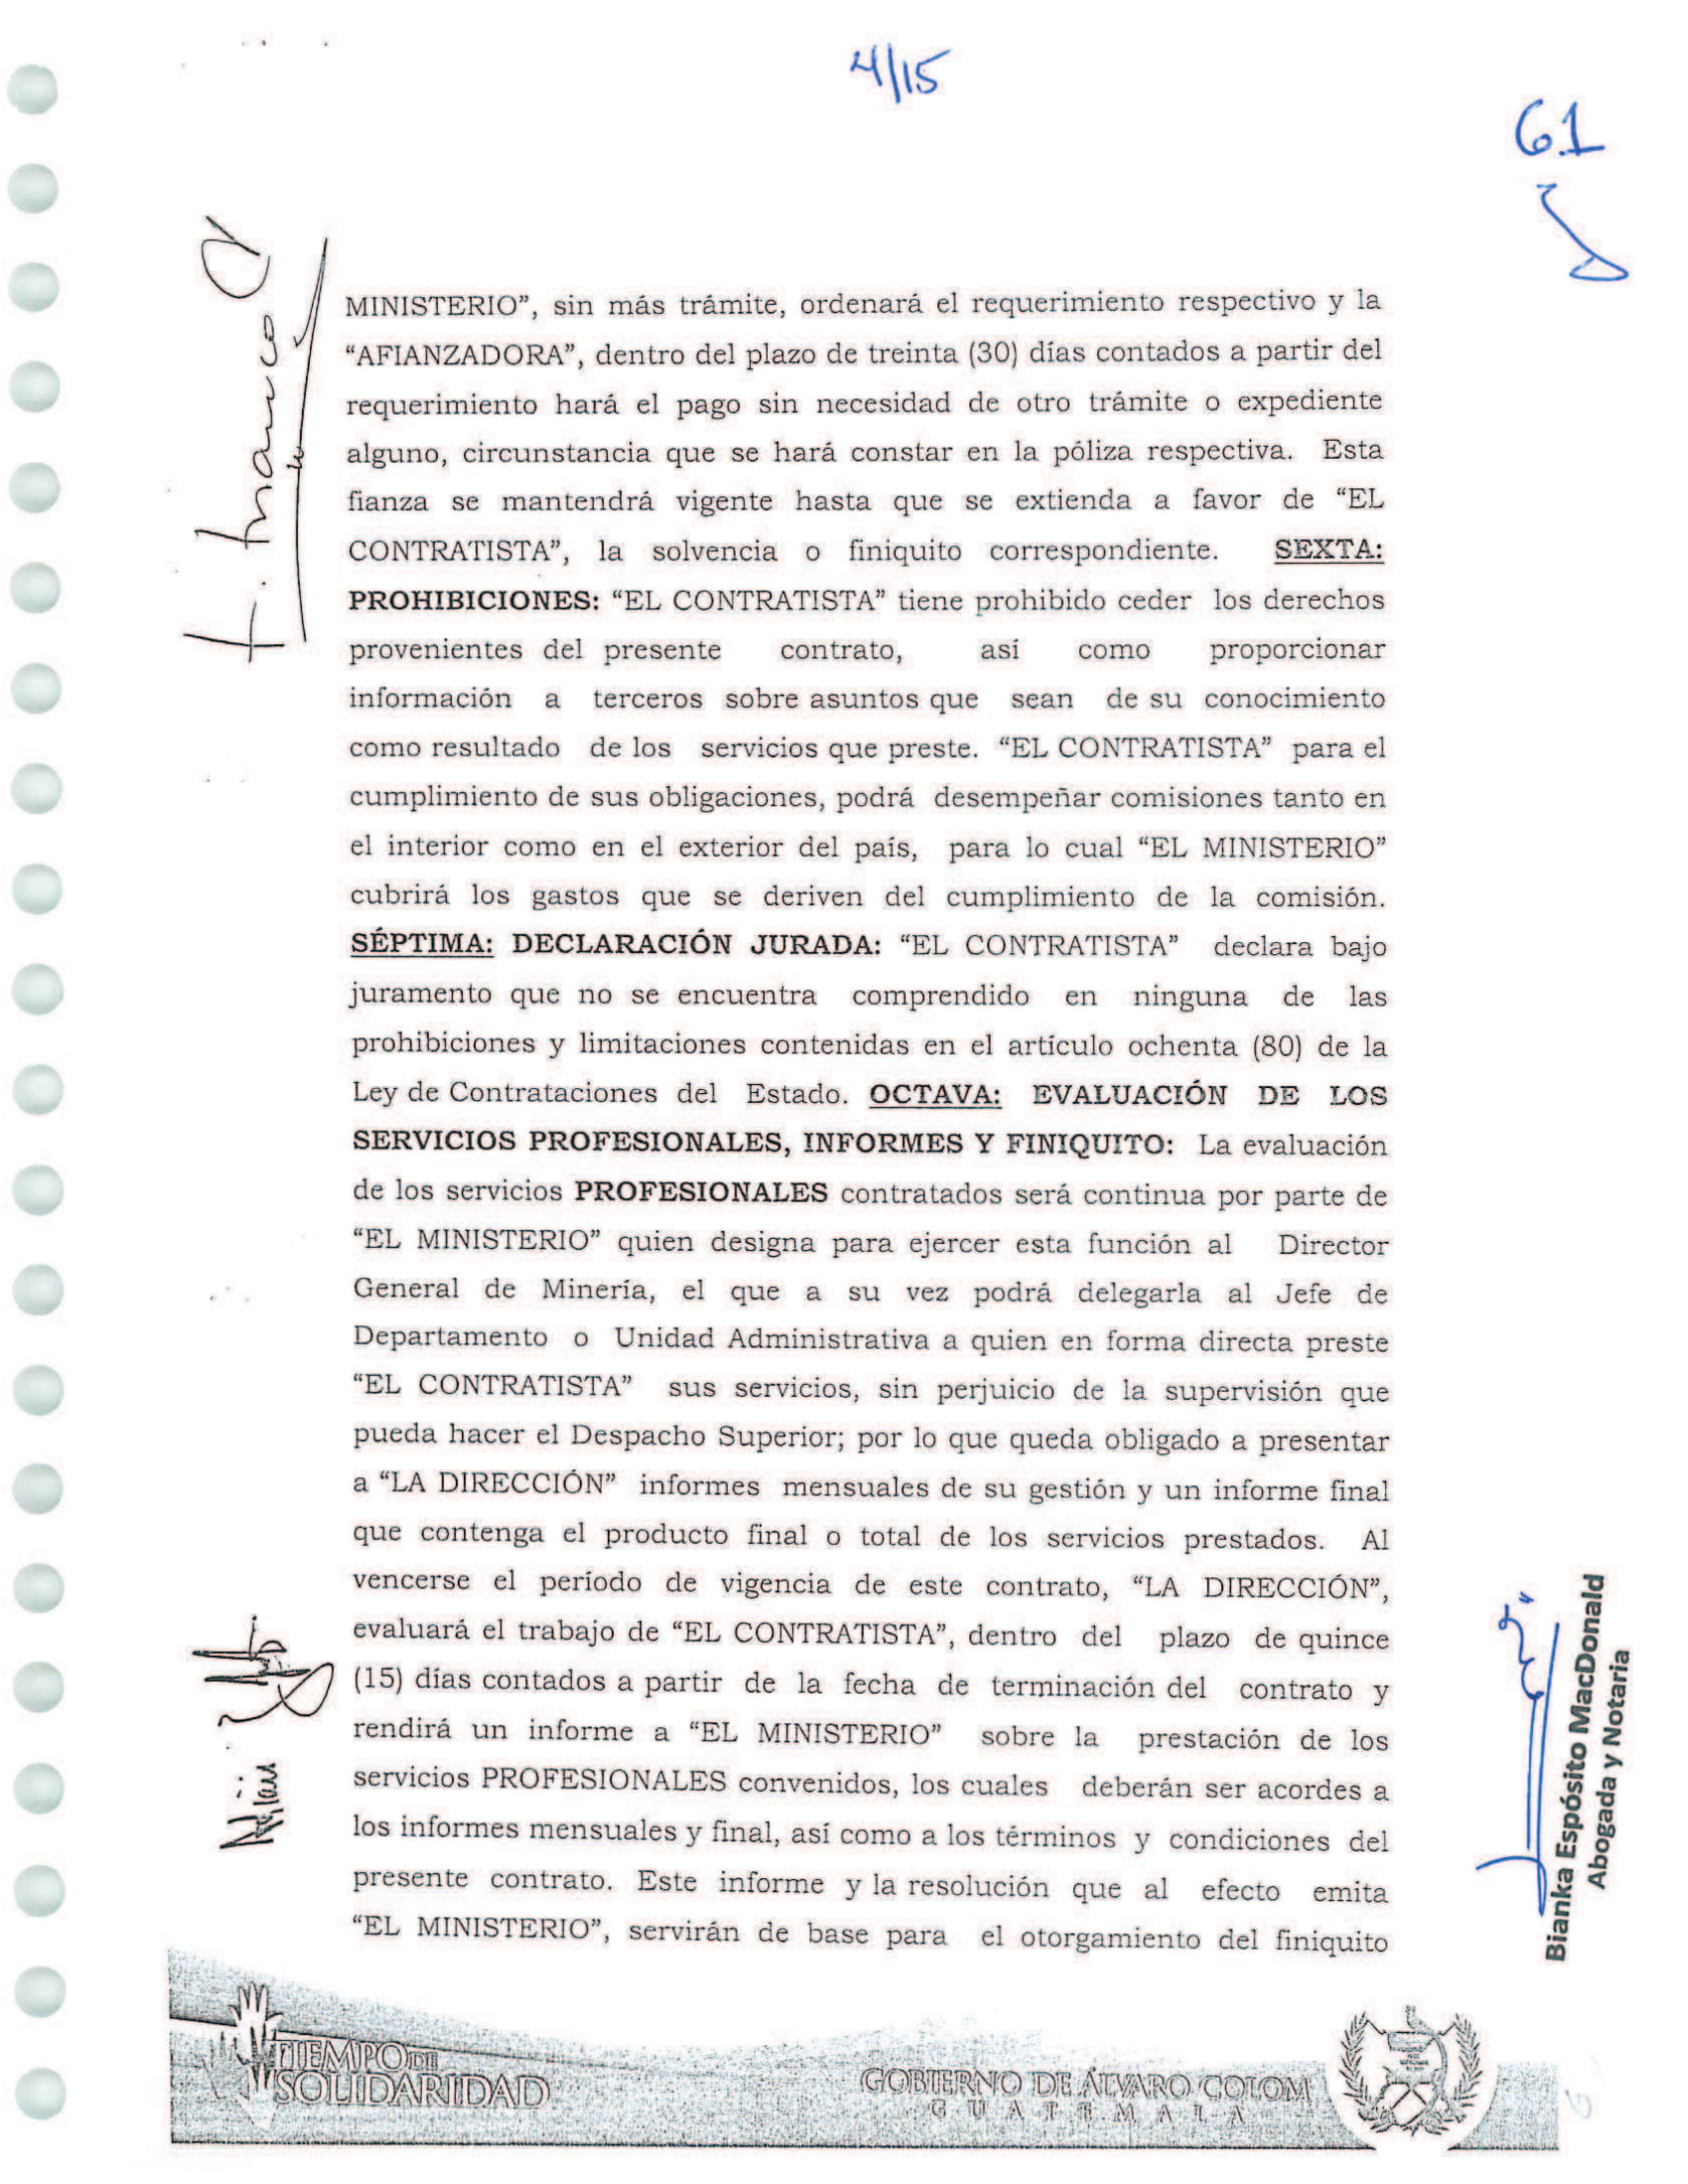 4/15
61
MINISTERIO”, sin más trámite, ordenará el requerimiento respectivo y la
“AFIANZADORA”, dentro del plazo de treinta (30) días contados a partir del
requerimiento hará el pago sin necesidad de otro trámite o expediente
alguno, circunstancia que se hará constar en la póliza respectiva. Esta
fianza se mantendrá vigente hasta que se extienda a favor de “EL
CONTRATISTA”, la solvencia o finiquito correspondiente. SEXTA:
PROHIBICIONES: “EL CONTRATISTA” tiene prohibido ceder los derechos
provenientes del presente contrato, así como proporcionar
información a terceros sobre asuntos que sean de su conocimiento
como resultado de los servicios que preste. “EL CONTRATISTA” para el
cumplimiento de sus obligaciones, podrá desempeñar comisiones tanto en
el interior como en el exterior del país, para lo cual “EL MINISTERIO”
cubrirá los gastos que se deriven del cumplimiento de la comisión.
SÉPTIMA: DECLARACIÓN JURADA: “EL CONTRATISTA” declara bajo
juramento que no se encuentra comprendido en ninguna de las
prohibiciones y limitaciones contenidas en el artículo ochenta (80) de la
Ley de Contrataciones del Estado. OCTAVA: EVALUACIÓN DE LOS
SERVICIOS PROFESIONALES, INFORMES Y FINIQUITO: La evaluación
de los servicios PROFESIONALES contratados será continua por parte de
“EL MINISTERIO” quien designa para ejercer esta función al Director
General de Minería, el que a su vez podrá delegarla al Jefe de
Departamento o Unidad Administrativa a quien en forma directa preste
“EL CONTRATISTA” sus servicios, sin perjuicio de la supervisión que
pueda hacer el Despacho Superior; por lo que queda obligado a presentar
a “LA DIRECCIÓN” informes mensuales de su gestión y un informe final
que contenga el producto final o total de los servicios prestados. Al
vencerse el período de vigencia de este contrato, “LA DIRECCIÓN”,
evaluará el trabajo de “EL CONTRATISTA”, dentro del plazo de quince
(15) días contados a partir de la fecha de terminación del contrato y
rendirá un informe a “EL MINISTERIO” sobre la prestación de los
servicios PROFESIONALES convenidos, los cuales deberán ser acordes a
los informes mensuales y final, así como a los términos y condiciones del
presente contrato. Este informe y la resolución que al efecto emita
“EL MINISTERIO”, servirán de base para el otorgamiento del finiquito
Bianka Espósito MacDonald
Abogada y Notaria
TIEMPO DE
SOLIDARIDAD
GOBIERNO DE ÁLVARO COLOM
GUATEMALA